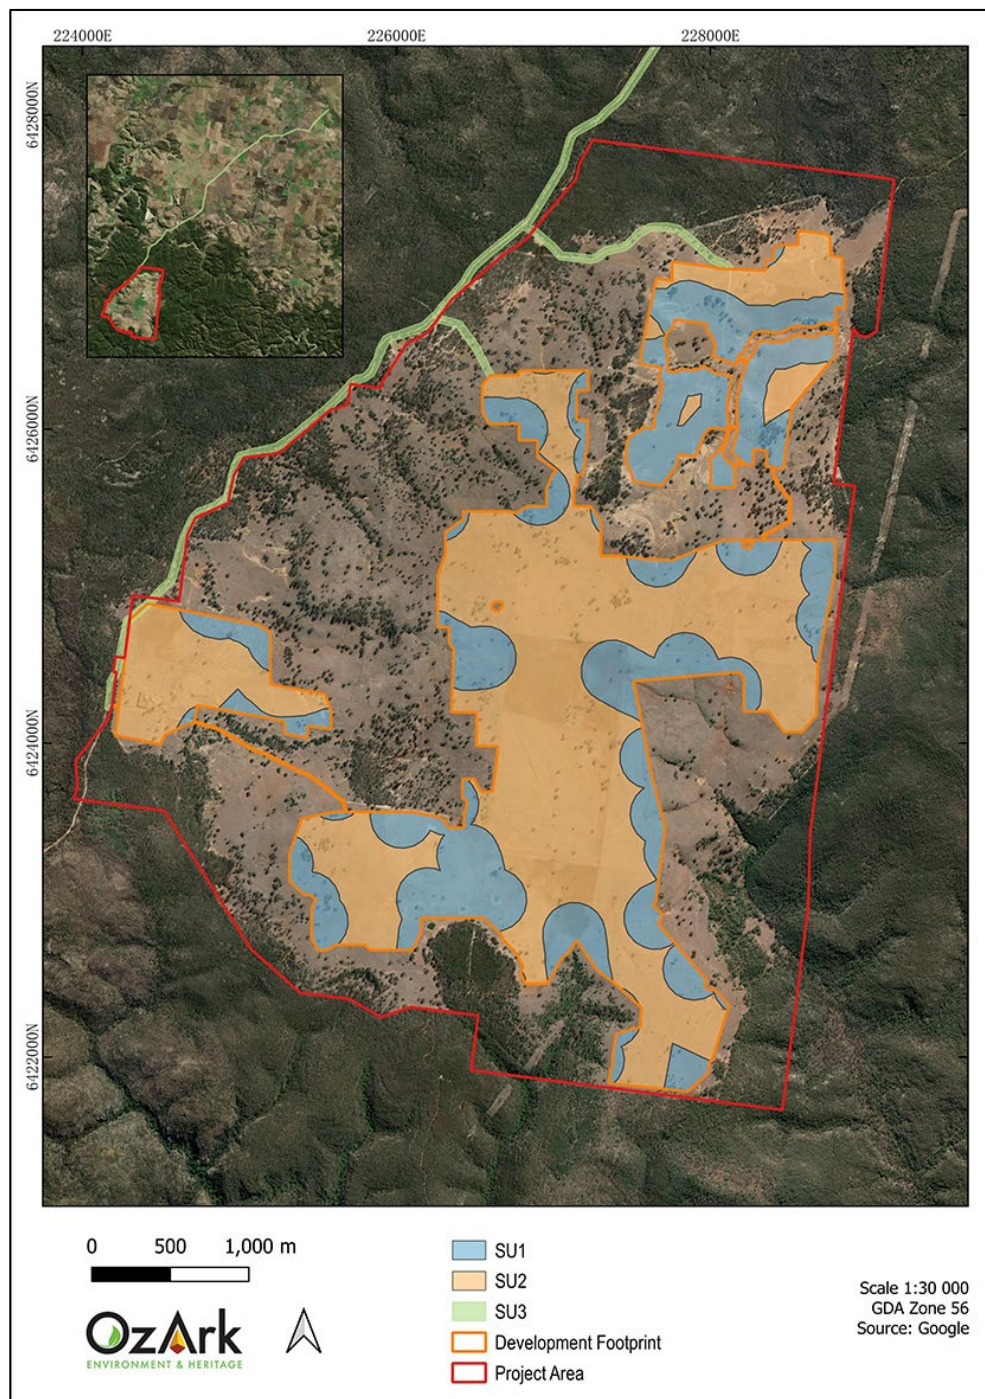 224000E 226000E 228000E
6428000N
6426000N
6424000N
6422000N
0 500 1,000 m
SU1
SU2
SU3
Development Footprint
Project Area
OzArk
ENVIRONMENT & HERITAGE
Scale 1:30 000
GDA Zone 56
Source: Google